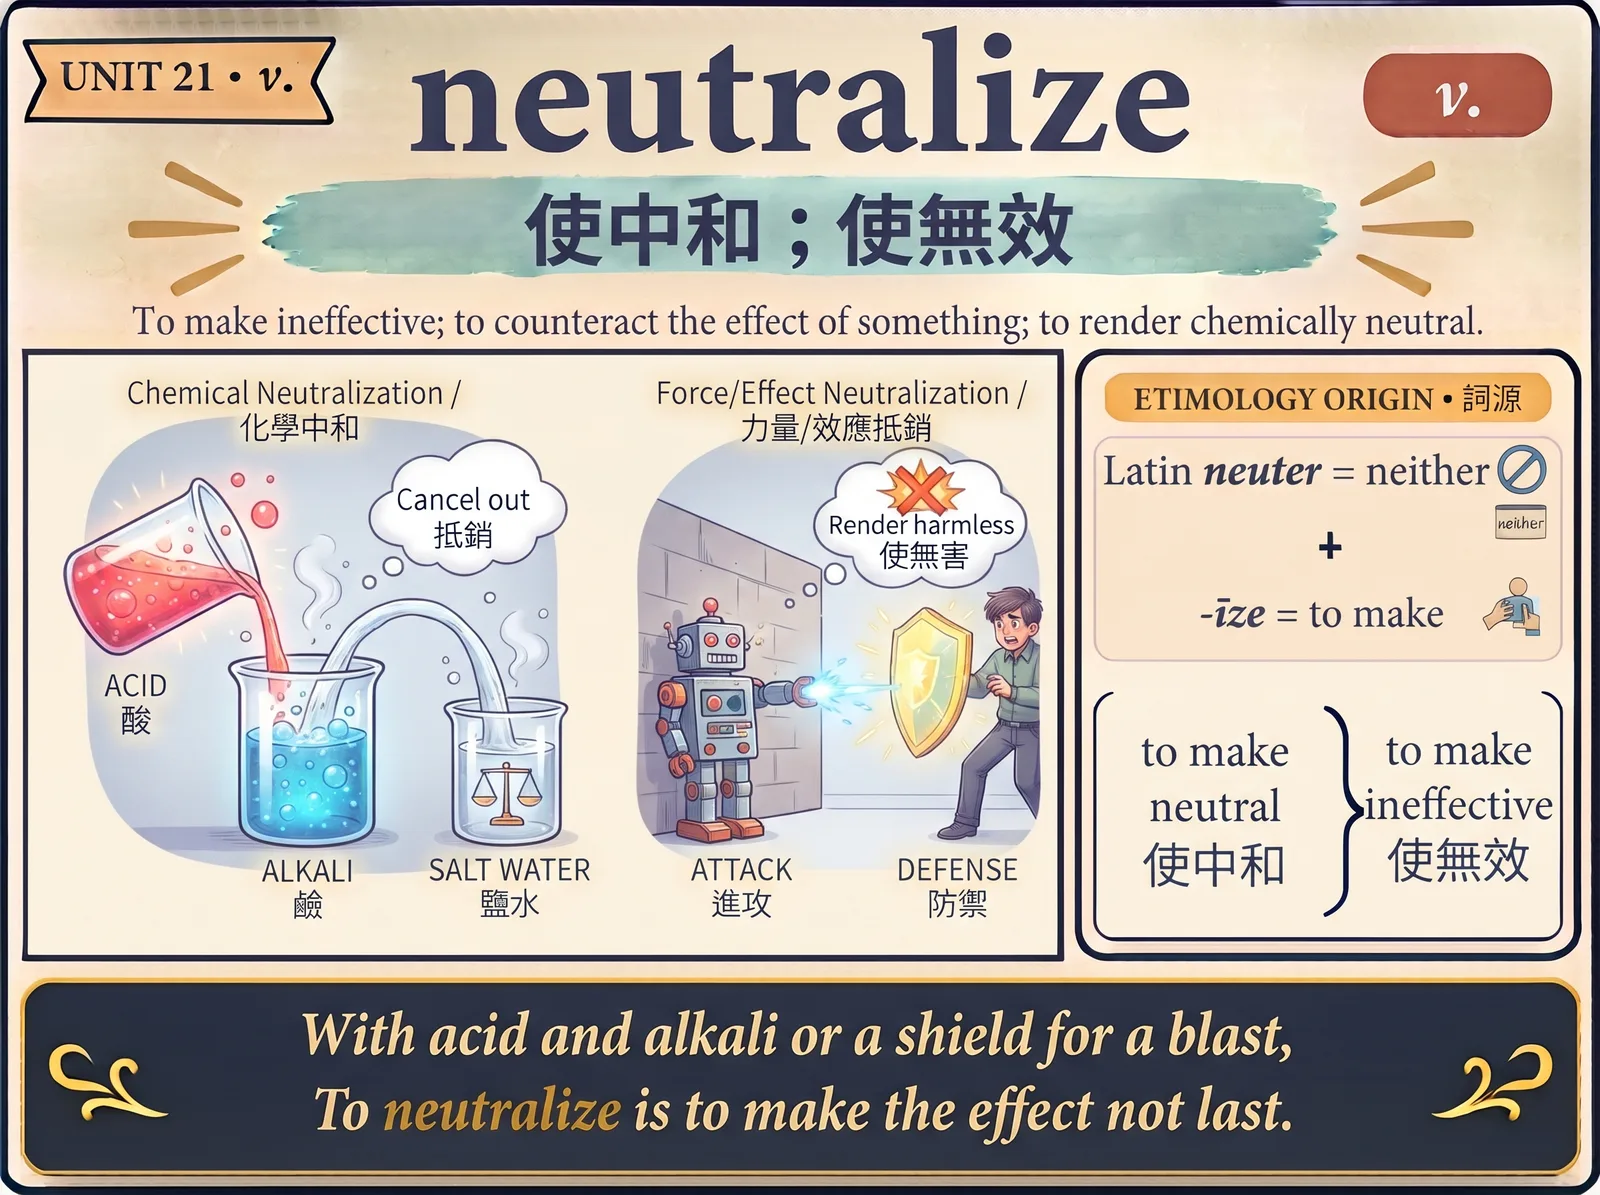 UNIT 21 • v.
neutralize
v.
使中和；使無效
To make ineffective; to counteract the effect of something; to render chemically neutral.
Chemical Neutralization /
化學中和
Cancel out
抵銷
ACID
酸
ALKALI
鹼
SALT WATER
鹽水
Force/Effect Neutralization /
力量/效應抵銷
Render harmless
使無害
ATTACK
進攻
DEFENSE
防禦
ETIMOLOGY ORIGIN • 詞源
Latin neuter = neither
neither
+
-īze = to make
to make
neutral
使中和
to make
ineffective
使無效
With acid and alkali or a shield for a blast,
To neutralize is to make the effect not last.